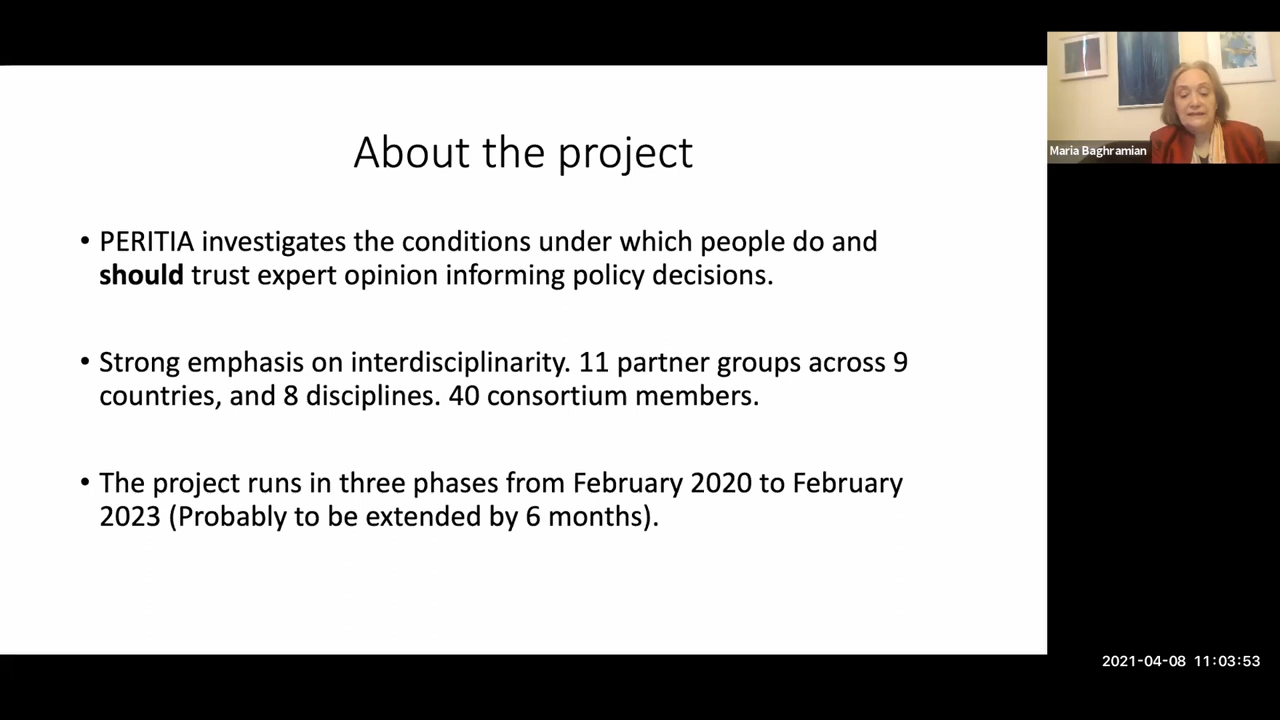 About the project
• PERITIA investigates the conditions under which people do and
should trust expert opinion informing policy decisions.
• Strong emphasis on interdisciplinarity. 11 partner groups across 9
countries, and 8 disciplines. 40 consortium members.
• The project runs in three phases from February 2020 to February
2023 (Probably to be extended by 6 months).
Maria Baghramian
2021-04-08 11:03:53